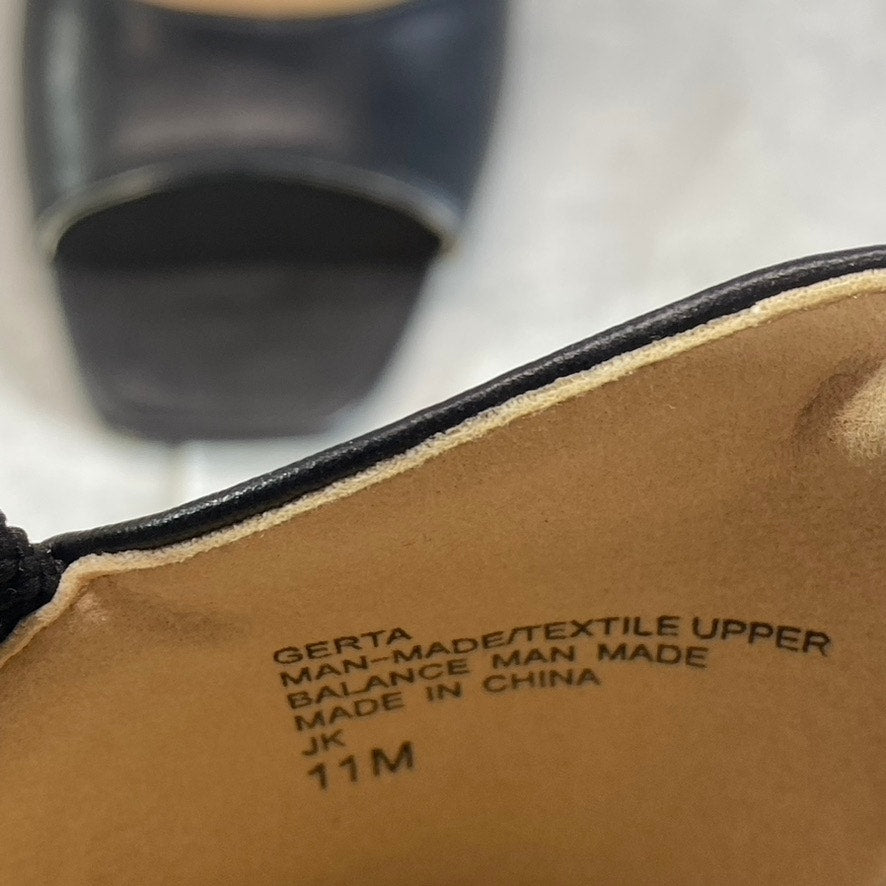 GERTA
MAN-MADE/TEXTILE UPPER
BALANCE MAN MADE
MADE IN CHINA
JK
11M